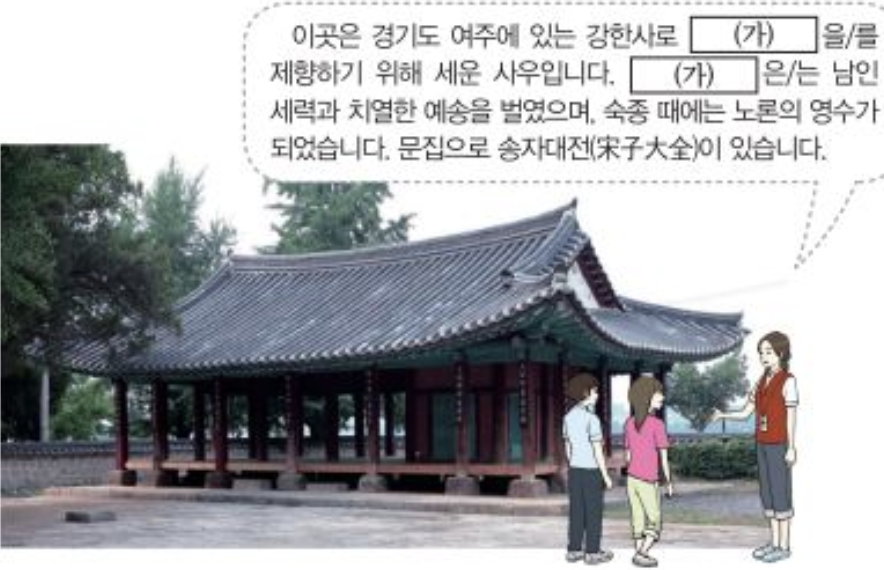 이곳은 경기도 여주에 있는 강한사로 (가) 을/를
제향하기 위해 세운 사우입니다. (가) 은/는 남인
세력과 치열한 예송을 벌였으며, 숙종 때에는 노론의 영수가
되었습니다. 문집으로 송자대전(宋子大全)이 있습니다.